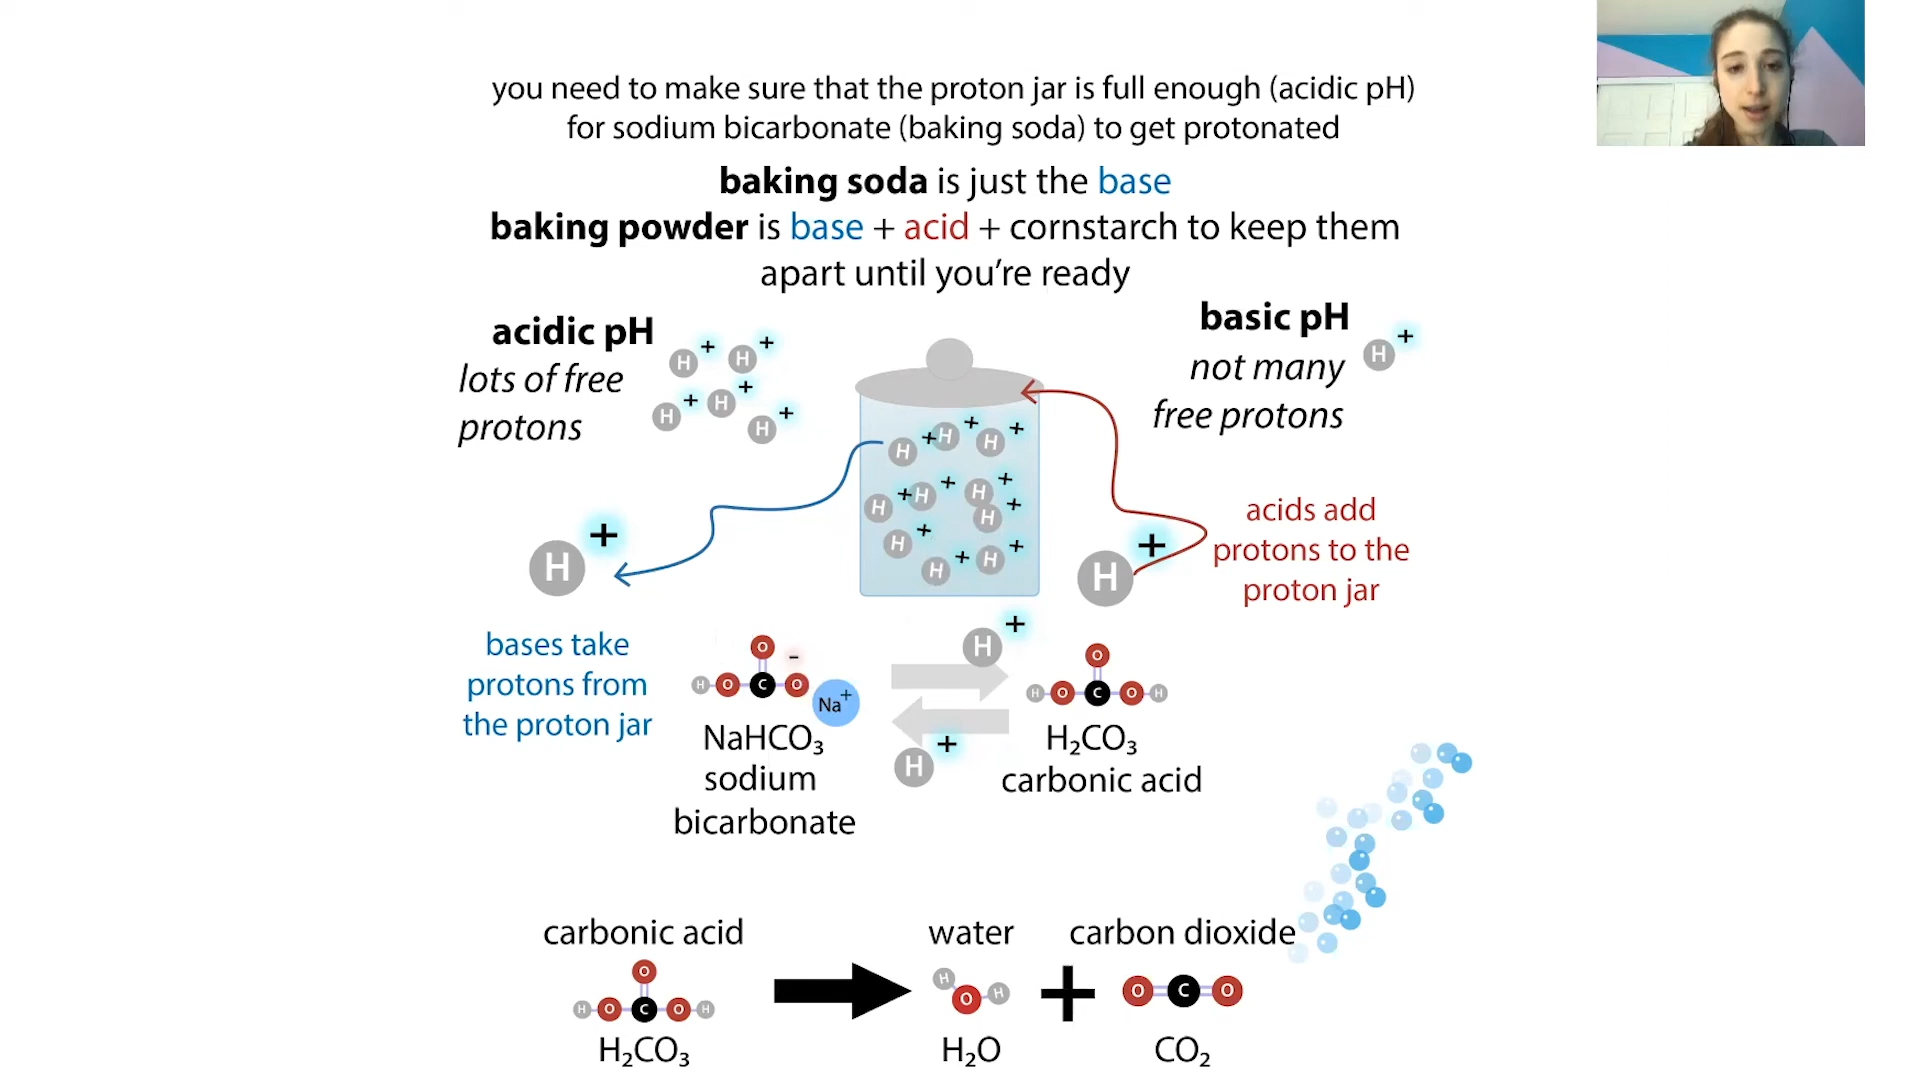 you need to make sure that the proton jar is full enough (acidic pH)
for sodium bicarbonate (baking soda) to get protonated
baking soda is just the base
baking powder is base + acid + cornstarch to keep them
apart until you're ready
acidic pH
lots of free
protons
H + H +
H + H +
H +
basic pH
not many
free protons
H +
H + H + H +
H + H + H +
H +
H +
H + H +
H +
bases take
protons from
the proton jar
H +
acids add
protons to the
proton jar
O
H O C O -
Na+
NaHCO₃
sodium
bicarbonate
H +
H +
O
H O C O H
H₂CO₃
carbonic acid
carbonic acid
O
H O C O H
H₂CO₃
water
H O H
H₂O
+
carbon dioxide
O C O
CO₂